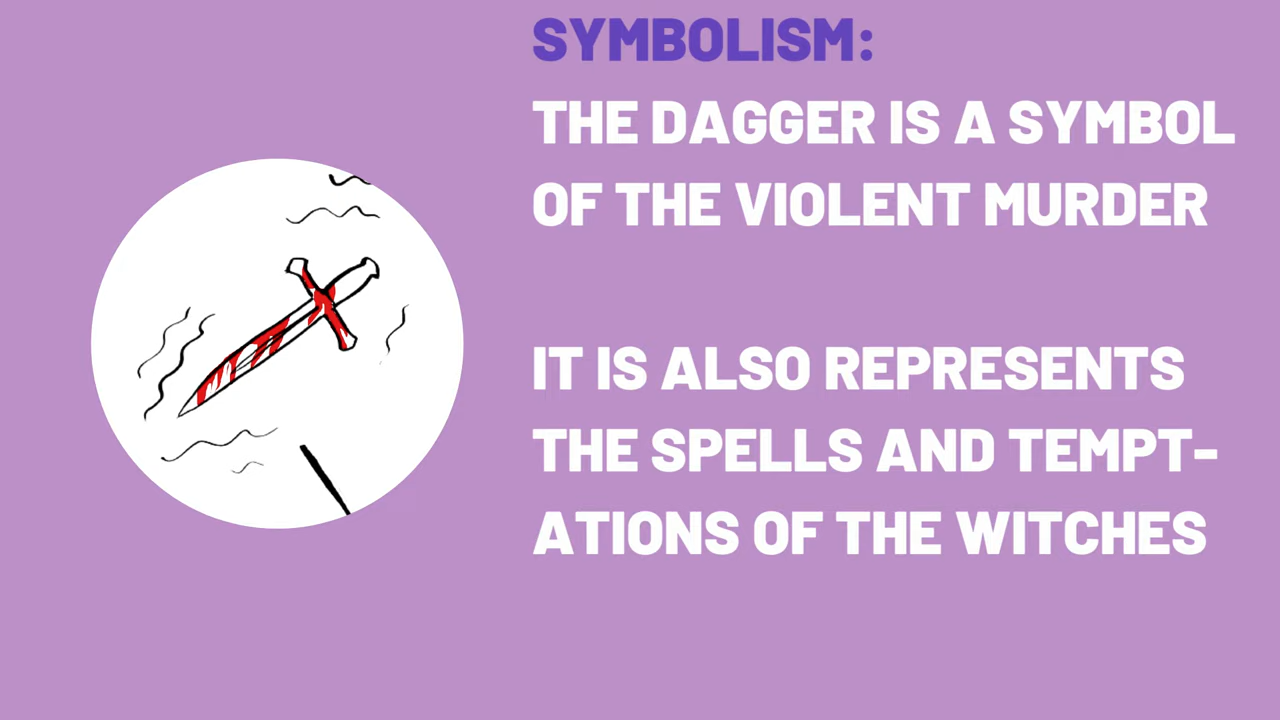 SYMBOLISM:
THE DAGGER IS A SYMBOL
OF THE VIOLENT MURDER
IT IS ALSO REPRESENTS
THE SPELLS AND TEMPT-
ATIONS OF THE WITCHES